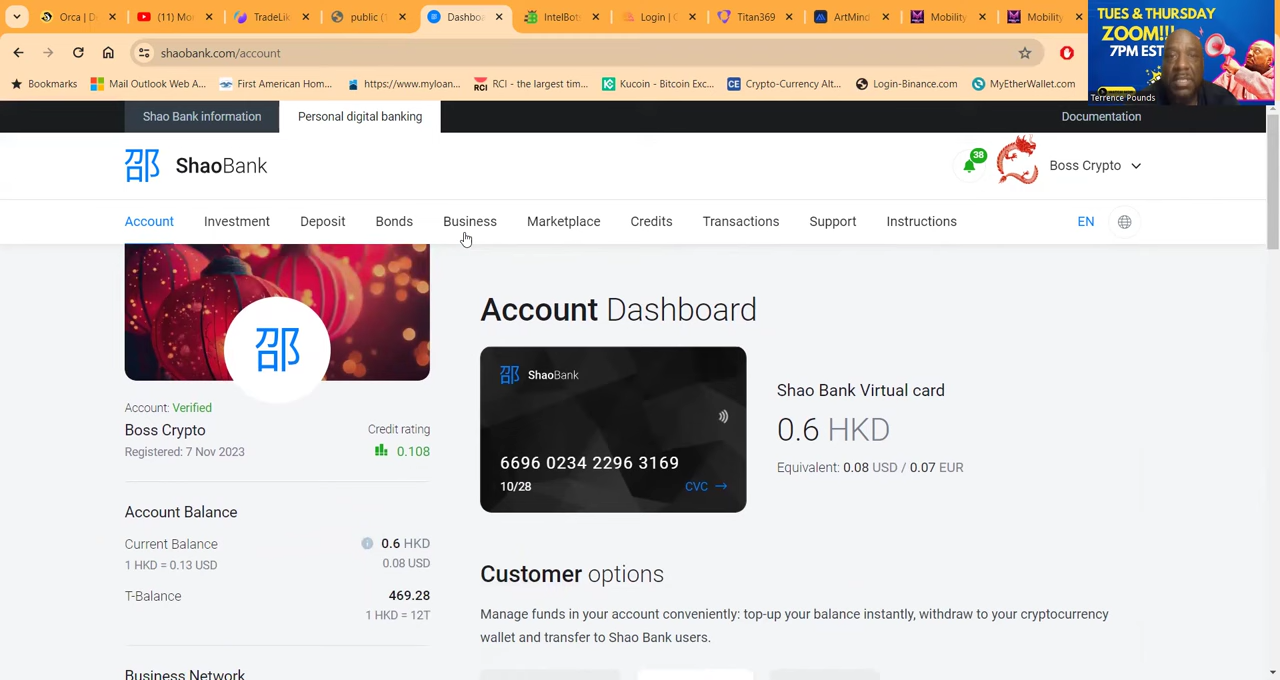 Orca | D
(11) Mo
TradeLik
public (
Dashbo
IntelBot
Login | C
Titan369
ArtMind
Mobility
Mobility
shaobank.com/account
Bookmarks
Mail Outlook Web A...
First American Hom...
https://www.myloan...
RCI
RCI - the largest tim...
Kucoin - Bitcoin Exc...
CE
Crypto-Currency Alt...
Login-Binance.com
MyEtherWallet.com
TUES & THURSDAY
ZOOM!!!
7PM EST
Terrence Pounds
Shao Bank information
Personal digital banking
Documentation
邵 ShaoBank
38
Boss Crypto
Account
Investment
Deposit
Bonds
Business
Marketplace
Credits
Transactions
Support
Instructions
EN
邵
Account: Verified
Boss Crypto
Registered: 7 Nov 2023
Credit rating
0.108
Account Balance
Current Balance
0.6 HKD
1 HKD = 0.13 USD
0.08 USD
T-Balance
469.28
1 HKD = 12T
Business Network
Account Dashboard
邵 ShaoBank
6696 0234 2296 3169
10/28
CVC →
Shao Bank Virtual card
0.6 HKD
Equivalent: 0.08 USD / 0.07 EUR
Customer options
Manage funds in your account conveniently: top-up your balance instantly, withdraw to your cryptocurrency
wallet and transfer to Shao Bank users.